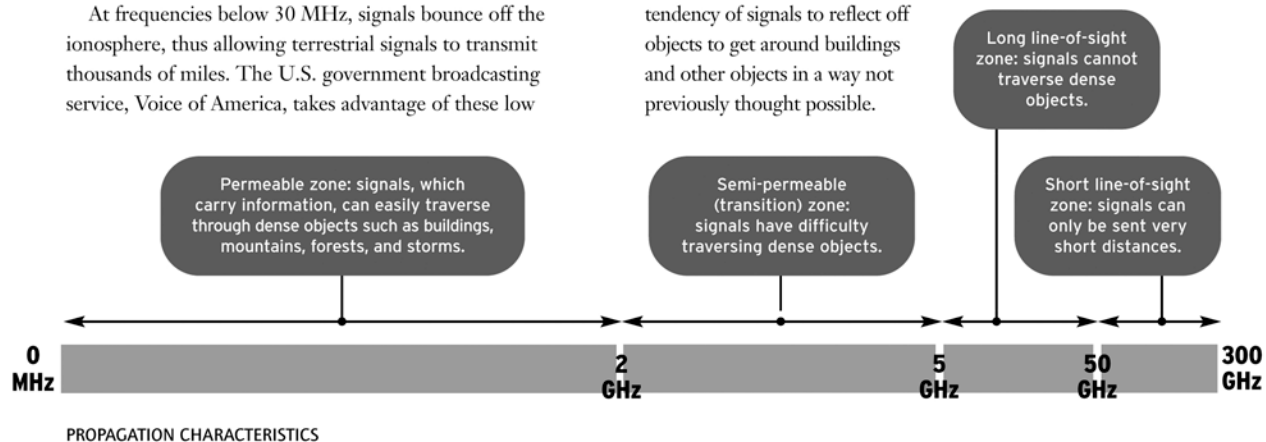 At frequencies below 30 MHz, signals bounce off the
ionosphere, thus allowing terrestrial signals to transmit
thousands of miles. The U.S. government broadcasting
service, Voice of America, takes advantage of these low
tendency of signals to reflect off
objects to get around buildings
and other objects in a way not
previously thought possible.
Long line-of-sight
zone: signals cannot
traverse dense
objects.
Permeable zone: signals, which
carry information, can easily traverse
through dense objects such as buildings,
mountains, forests, and storms.
Semi-permeable
(transition) zone:
signals have difficulty
traversing dense objects.
Short line-of-sight
zone: signals can
only be sent very
short distances.
0
MHz
2
GHz
5
GHz
50
GHz
300
GHz
PROPAGATION CHARACTERISTICS